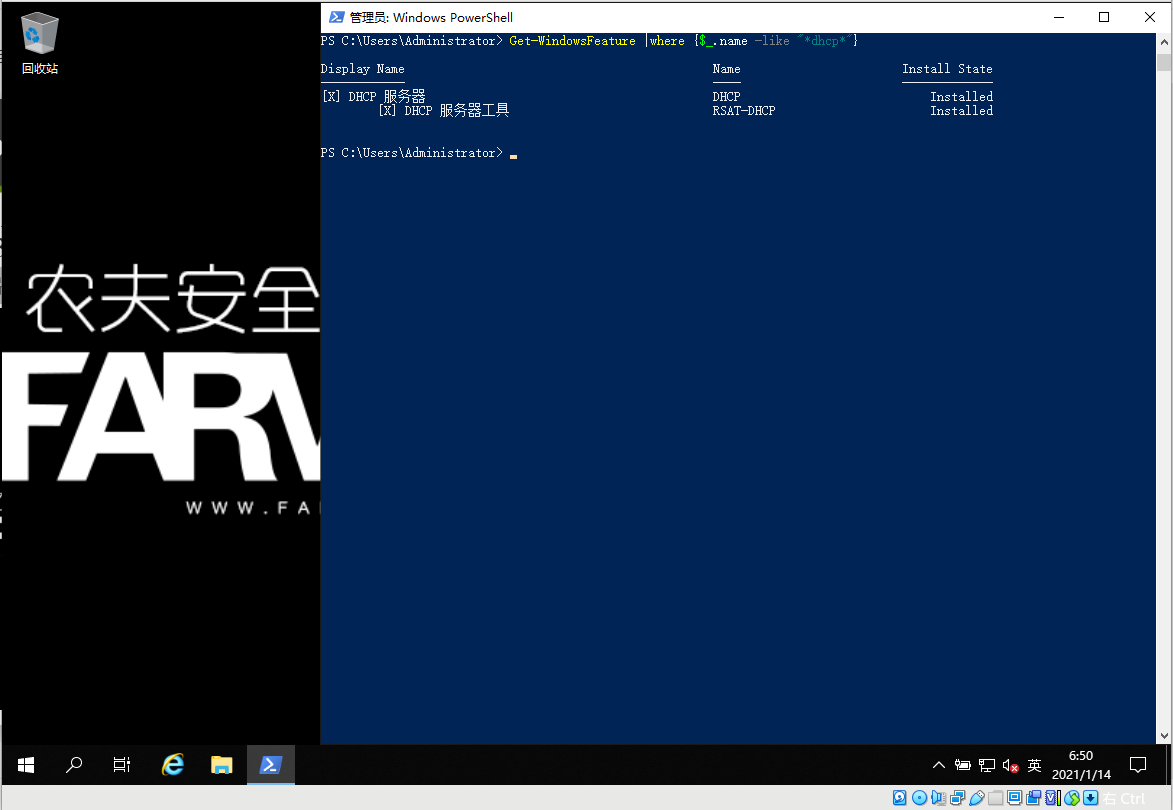 管理员: Windows PowerShell
回收站
PS C:\Users\Administrator> Get-WindowsFeature |where {$_.name -like "*dhcp*"}
Display Name Name Install State
[X] DHCP 服务器 DHCP Installed
[X] DHCP 服务器工具 RSAT-DHCP Installed
PS C:\Users\Administrator>
农夫安全
FAR
WWW.FA
英
6:50
2021/1/14
右 Ctrl